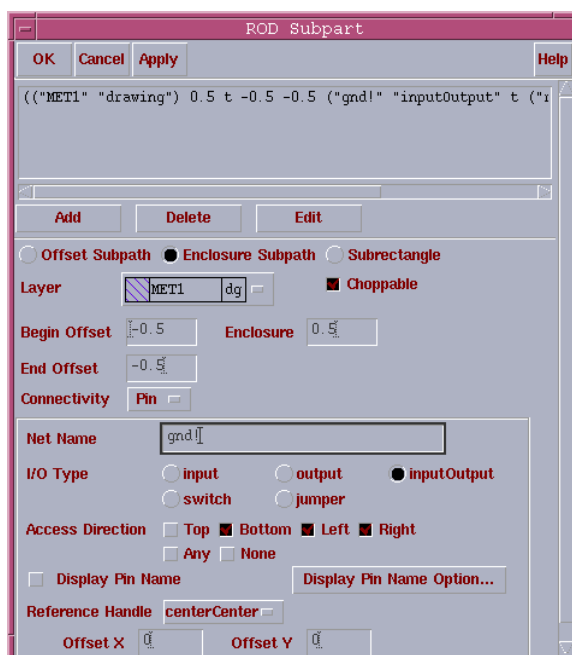 ROD Subpart
OK Cancel Apply Help
(("MET1" "drawing") 0.5 t -0.5 -0.5 ("gnd!" "inputOutput" t ("
Add Delete Edit
Offset Subpath Enclosure Subpath Subrectangle
Layer MET1 dg Choppable
Begin Offset -0.5 Enclosure 0.5
End Offset -0.5
Connectivity Pin
Net Name gnd!
I/O Type input output inputOutput
switch jumper
Access Direction Top Bottom Left Right
Any None
Display Pin Name Display Pin Name Option...
Reference Handle centerCenter
Offset X 0 Offset Y 0